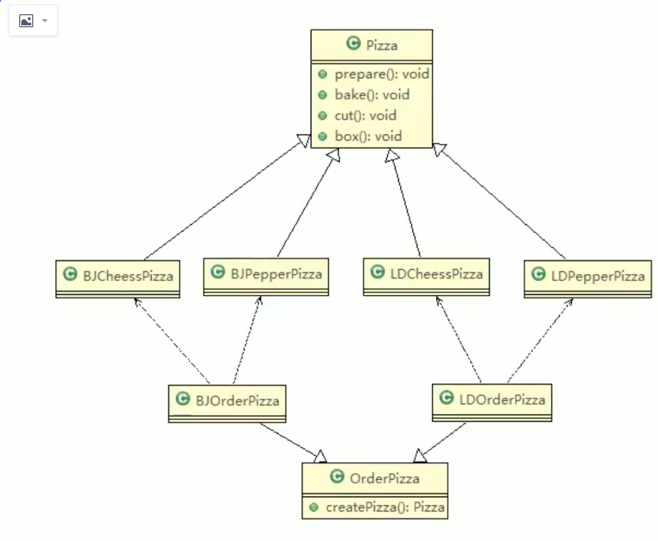 Pizza
prepare(): void
bake(): void
cut(): void
box(): void
BJCheessPizza
BJPepperPizza
LDCheessPizza
LDPepperPizza
BJOrderPizza
LDOrderPizza
OrderPizza
createPizza(): Pizza